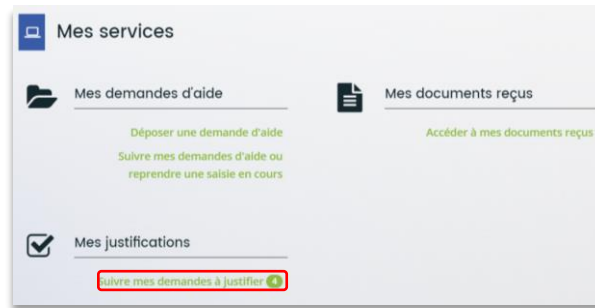 Mes services
Mes demandes d'aide
Déposer une demande d'aide
Suivre mes demandes d'aide ou
reprendre une saisie en cours
Mes documents reçus
Accéder à mes documents reçus
Mes justifications
Suivre mes demandes à justifier 4